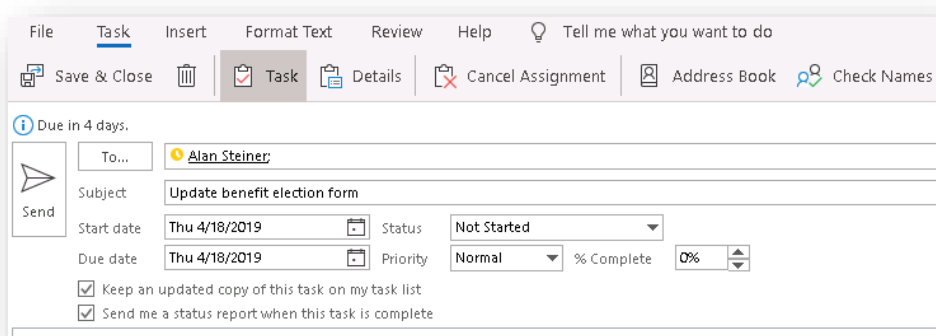 File Task Insert Format Text Review Help Tell me what you want to do
Save & Close Task Details Cancel Assignment Address Book Check Names
Due in 4 days.
To... Alan Steiner;
Send
Subject Update benefit election form
Start date Thu 4/18/2019 Status Not Started
Due date Thu 4/18/2019 Priority Normal % Complete 0%
Keep an updated copy of this task on my task list
Send me a status report when this task is complete